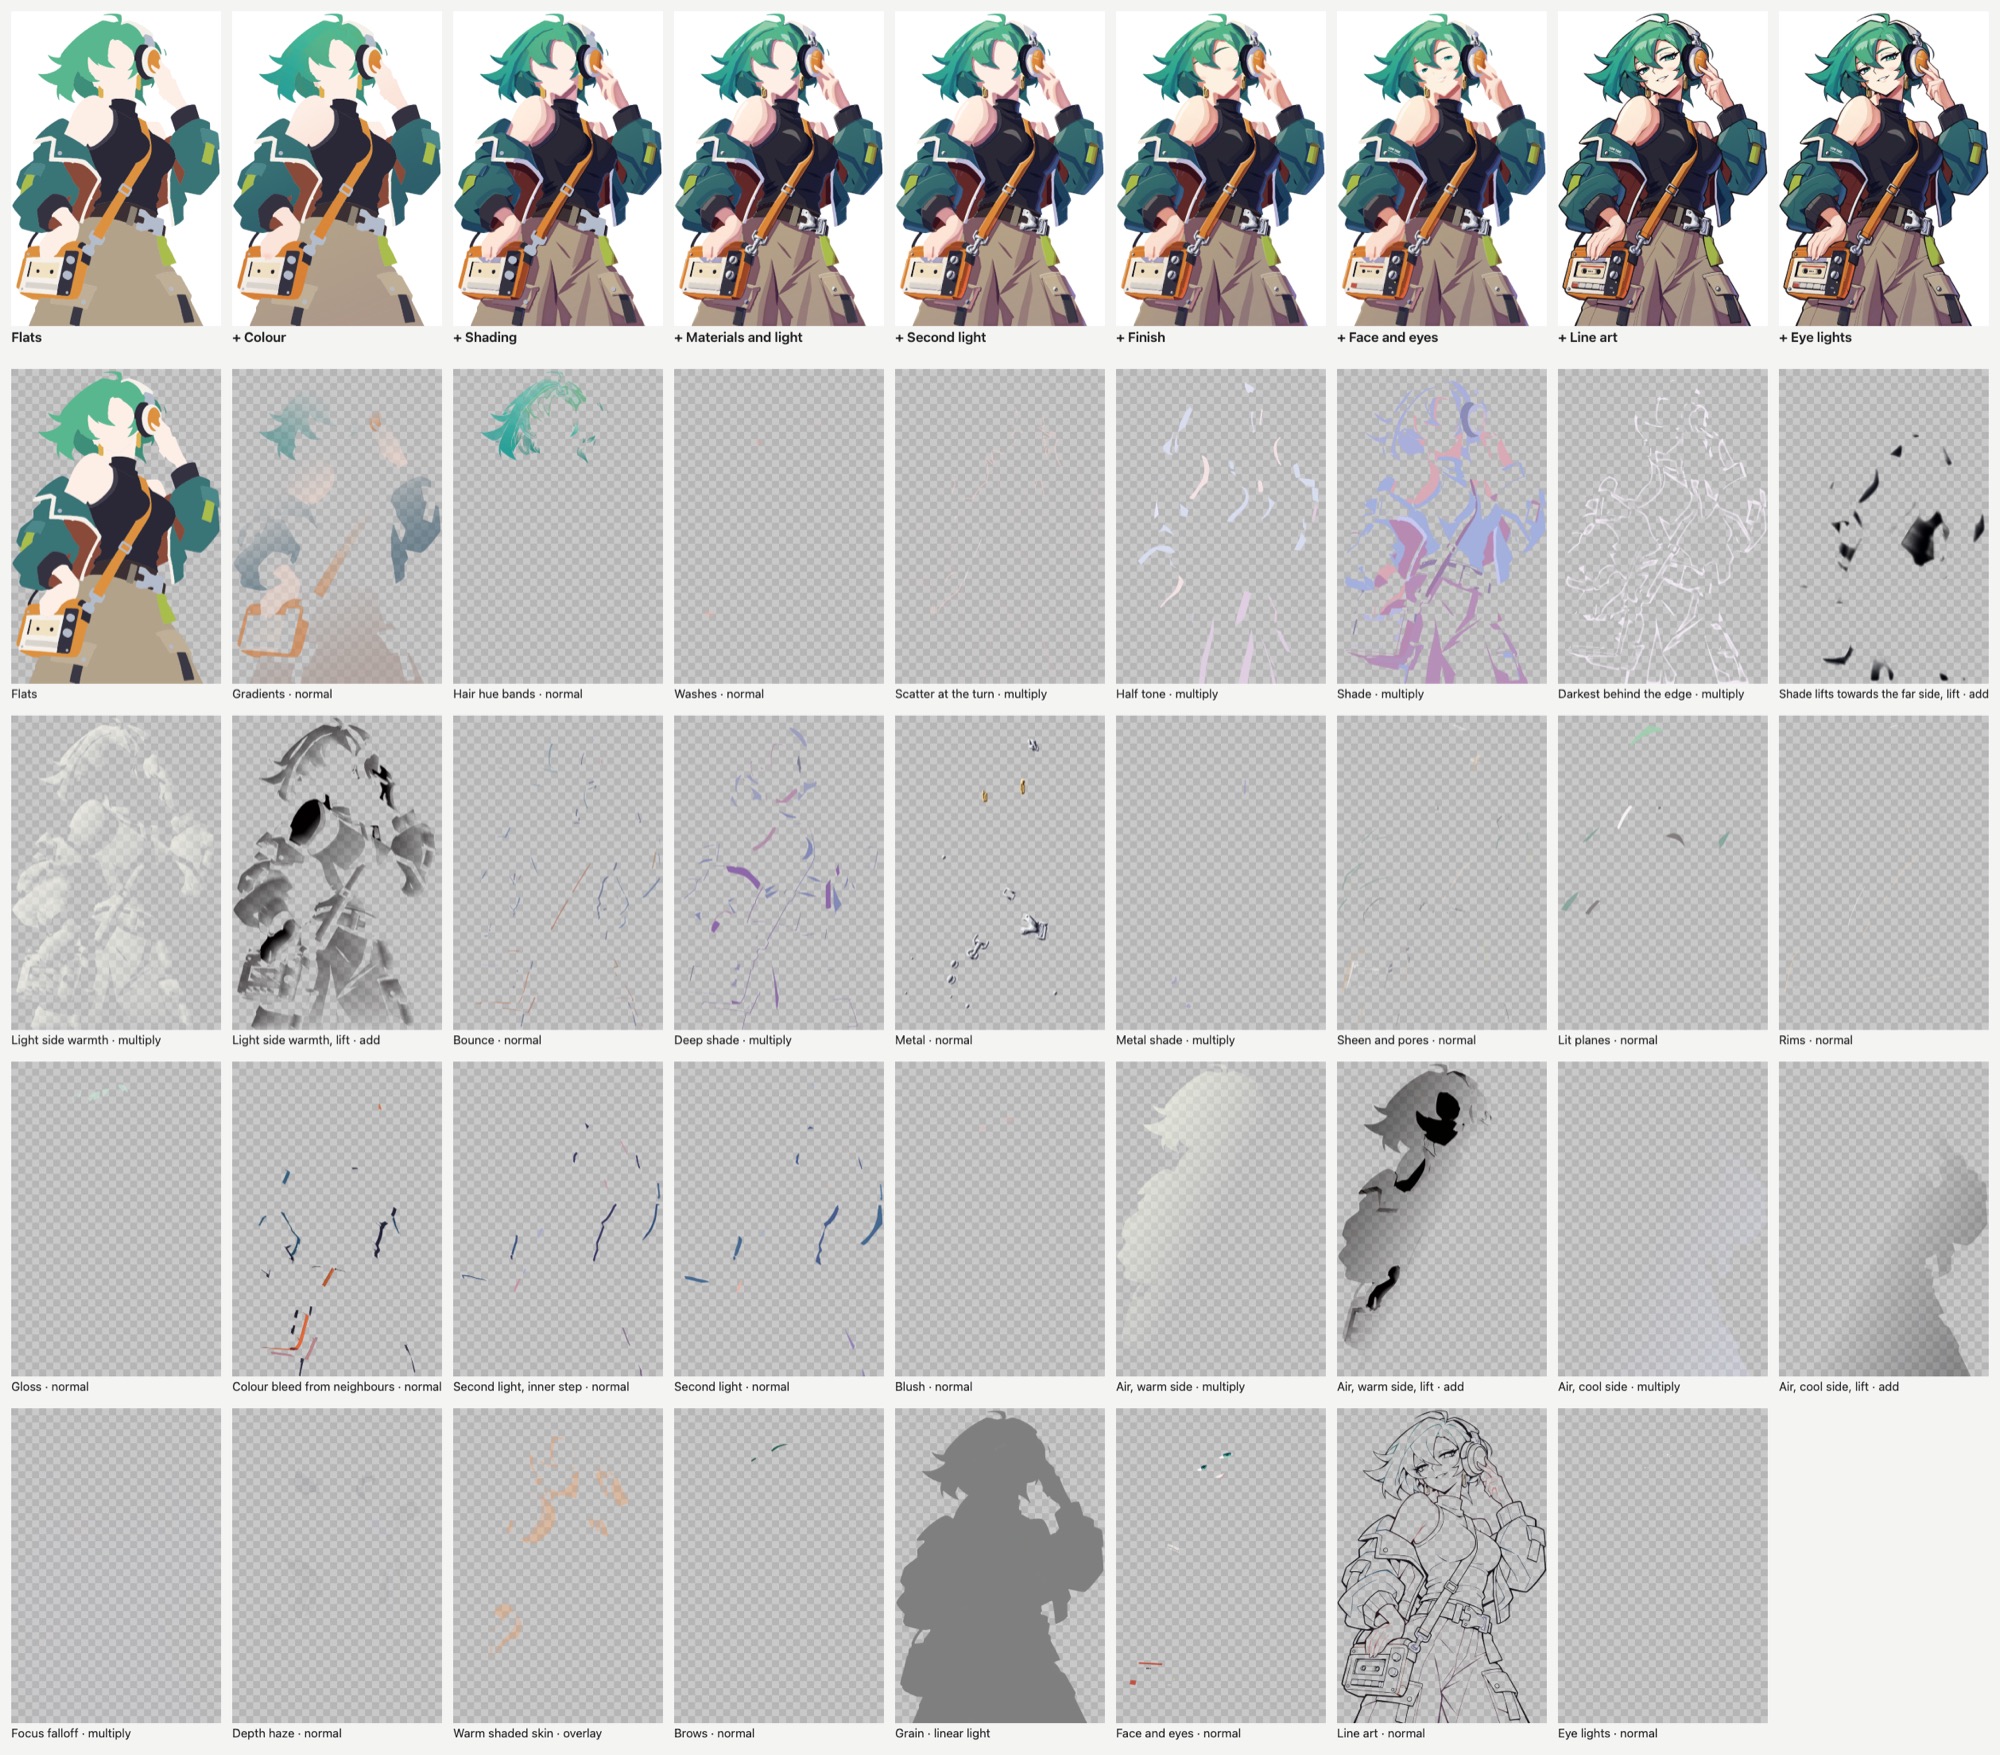 Flats
+ Colour
+ Shading
+ Materials and light
+ Second light
+ Finish
+ Face and eyes
+ Line art
+ Eye lights
Flats
Gradients · normal
Hair hue bands · normal
Washes · normal
Scatter at the turn · multiply
Half tone · multiply
Shade · multiply
Darkest behind the edge · multiply
Shade lifts towards the far side, lift · add
Light side warmth · multiply
Light side warmth, lift · add
Bounce · normal
Deep shade · multiply
Metal · normal
Metal shade · multiply
Sheen and pores · normal
Lit planes · normal
Rims · normal
Gloss · normal
Colour bleed from neighbours · normal
Second light, inner step · normal
Second light · normal
Blush · normal
Air, warm side · multiply
Air, warm side, lift · add
Air, cool side · multiply
Air, cool side, lift · add
Focus falloff · multiply
Depth haze · normal
Warm shaded skin · overlay
Brows · normal
Grain · linear light
Face and eyes · normal
Line art · normal
Eye lights · normal